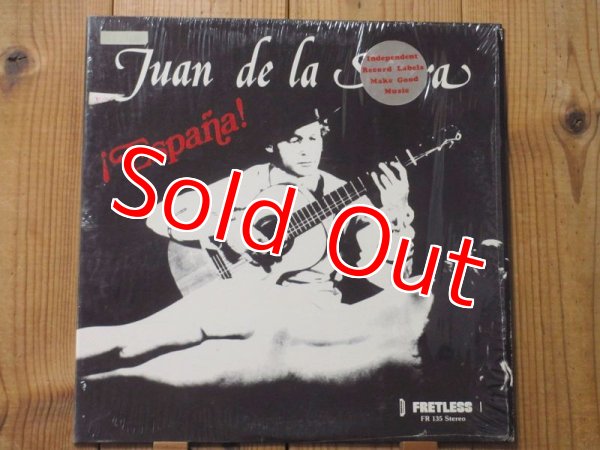 Juan de la
Independent
Record Labels
Make Good
Music
¡España!
Sold Out
FRETLESS
FR 135 Stereo